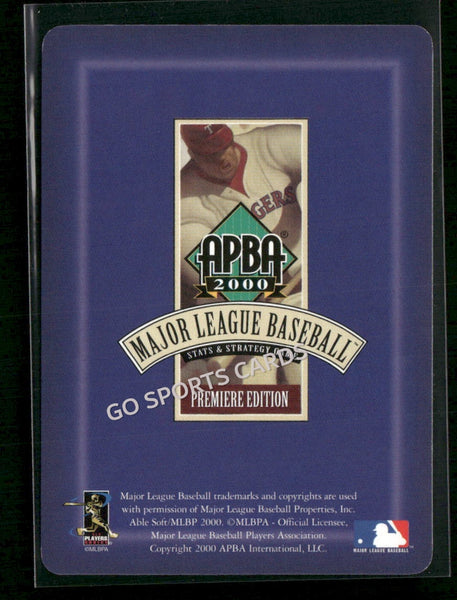 GERS
APBA®
2000
MAJOR LEAGUE BASEBALL™
STATS & STRATEGY
GO SPORTS CARDS
PREMIERE EDITION
Major League Baseball trademarks and copyrights are used
with permission of Major League Baseball Properties, Inc.
Able Soft/MLBP 2000. ©MLBPA - Official Licensee,
Major League Baseball Players Association.
Copyright 2000 APBA International, LLC.
PLAYERS
CHOICE
©MLBPA
MAJOR LEAGUE BASEBALL